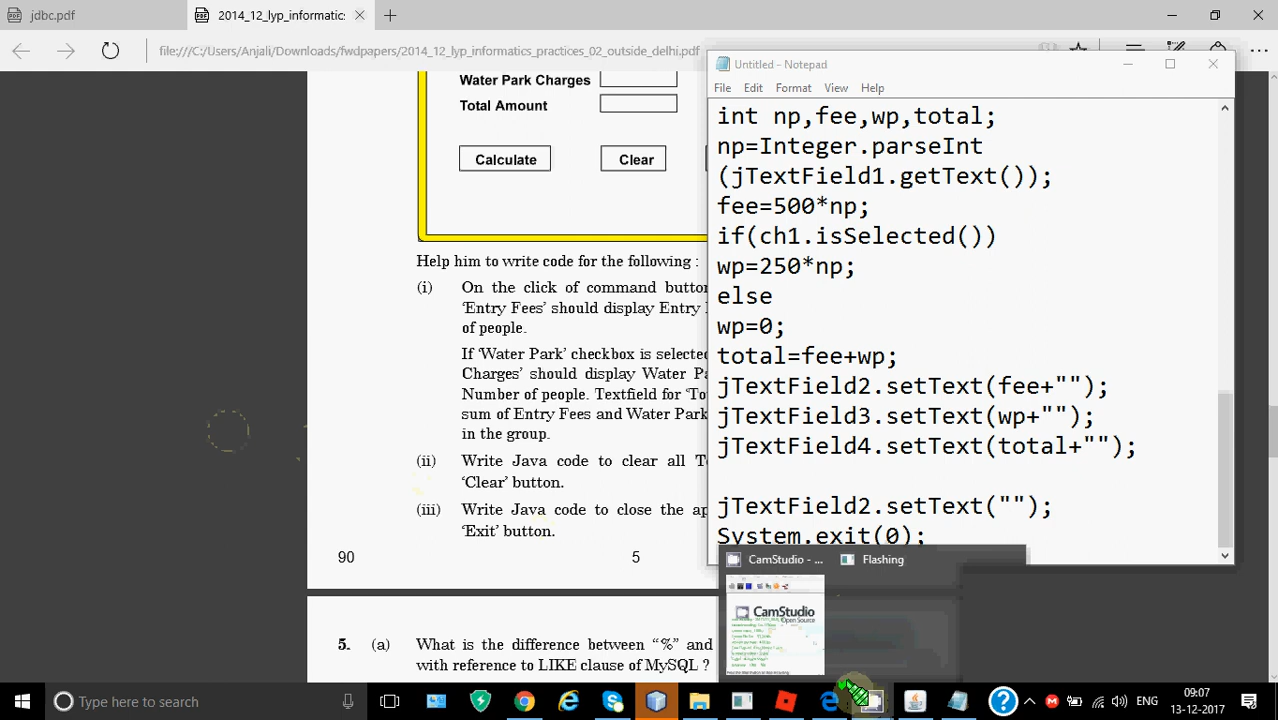 jdbc.pdf
2014_12_lyp_informatics
file:///C:/Users/Anjali/Downloads/fwdpapers/2014_12_lyp_informatics_practices_02_outside_delhi.pdf
Water Park Charges
Total Amount
Calculate
Clear
Help him to write code for the following :
(i) On the click of command button
'Entry Fees' should display Entry
of people.
If 'Water Park' checkbox is selected
Charges' should display Water
Number of people. Textfield for
sum of Entry Fees and Water Park
in the group.
(ii) Write Java code to clear all
'Clear' button.
(iii) Write Java code to close the
'Exit' button.
90
5
5. (a) What is the difference between "%" and
with reference to LIKE clause of MySQL ?
Untitled - Notepad
File Edit Format View Help
int np,fee,wp,total;
np=Integer.parseInt
(jTextField1.getText());
fee=500*np;
if(ch1.isSelected())
wp=250*np;
else
wp=0;
total=fee+wp;
jTextField2.setText(fee+"");
jTextField3.setText(wp+"");
jTextField4.setText(total+"");
jTextField2.setText("");
System.exit(0);
CamStudio - ...
Flashing
CamStudio
Open Source
Type here to search
ENG
09:07
13-12-2017